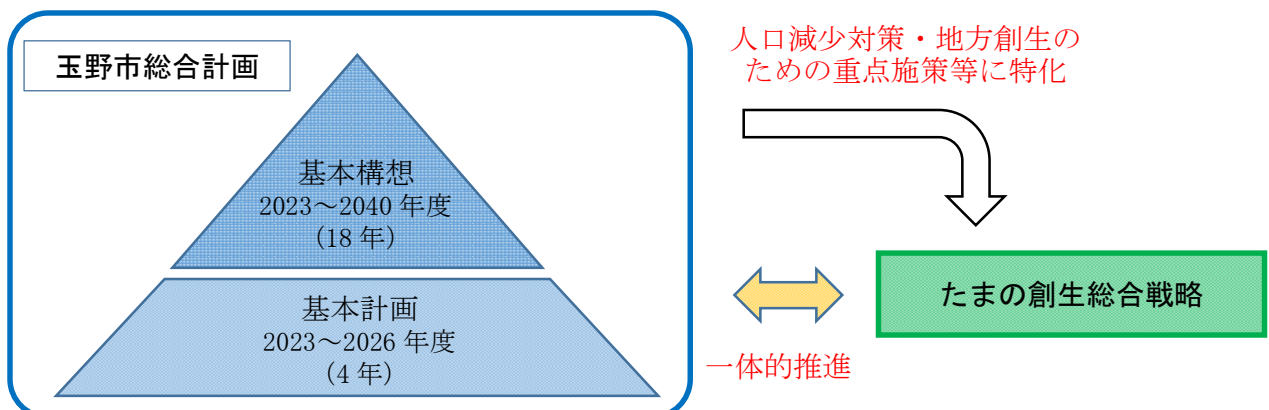 玉野市総合計画
基本構想
2023～2040 年度
（18 年）
基本計画
2023～2026 年度
（4 年）
人口減少対策・地方創生の
ための重点施策等に特化
たまの創生総合戦略
一体的推進